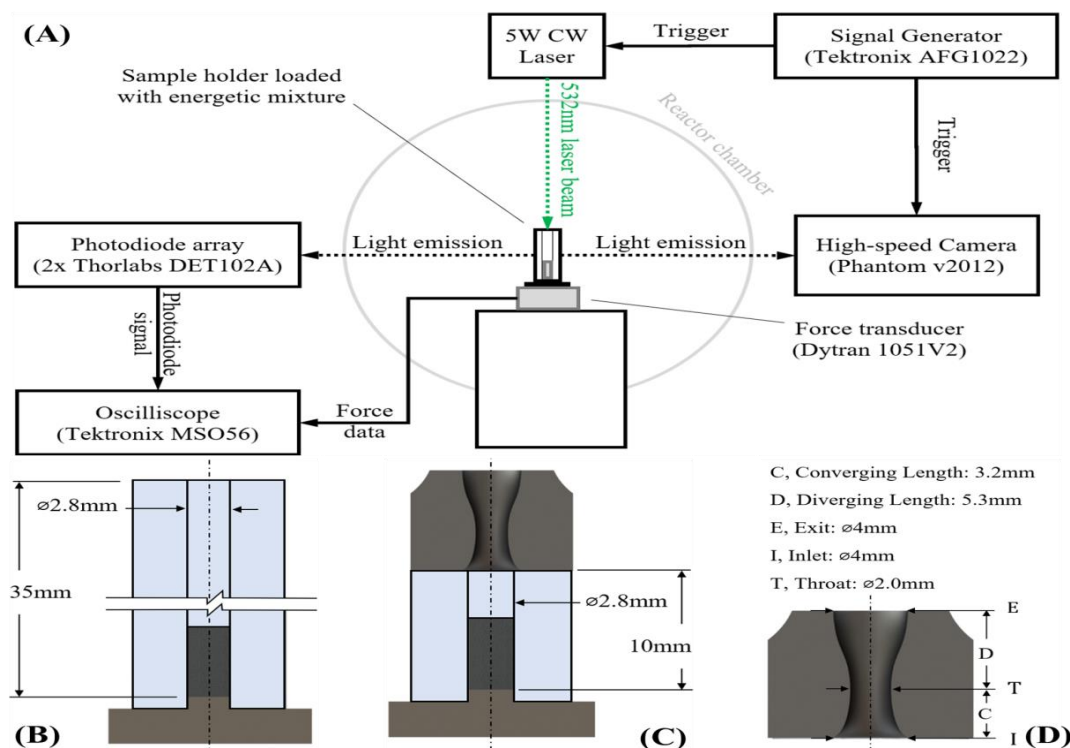 (A)
5W CW
Laser
Trigger
Signal Generator
(Tektronix AFG1022)
Sample holder loaded
with energetic mixture
532nm laser beam
Reactor chamber
Trigger
Photodiode array
(2x Thorlabs DET102A)
Light emission
Light emission
High-speed Camera
(Phantom v2012)
Photodiode
signal
Force transducer
(Dytran 1051V2)
Oscilliscope
(Tektronix MSO56)
Force
data
⌀2.8mm
35mm
(B)
⌀2.8mm
10mm
(C)
C, Converging Length: 3.2mm
D, Diverging Length: 5.3mm
E, Exit: ⌀4mm
I, Inlet: ⌀4mm
T, Throat: ⌀2.0mm
E
D
T
C
I
(D)